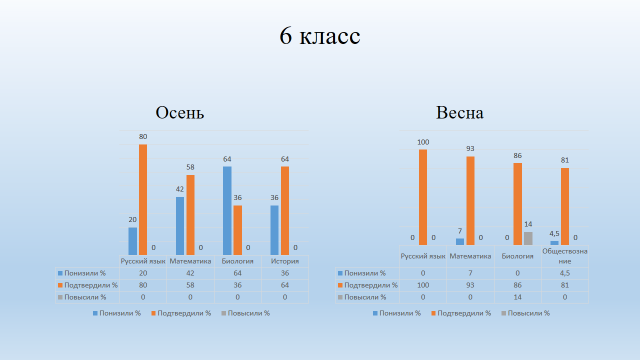 6 класс
Осень
80
58
64
64
42
36
36
20
0
0
0
0
Русский язык Математика Биология История
Понизили % 20 42 64 36
Подтвердили % 80 58 36 64
Повысили % 0 0 0 0
Понизили % Подтвердили % Повысили %
Весна
100
93
86
81
14
7
4,5
0
0
0
0
0
0
Русский язык Математика Биология Обществозна
ние
Понизили % 0 7 0 4,5
Подтвердили % 100 93 86 81
Повысили % 0 0 14 0
Понизили % Подтвердили % Повысили %